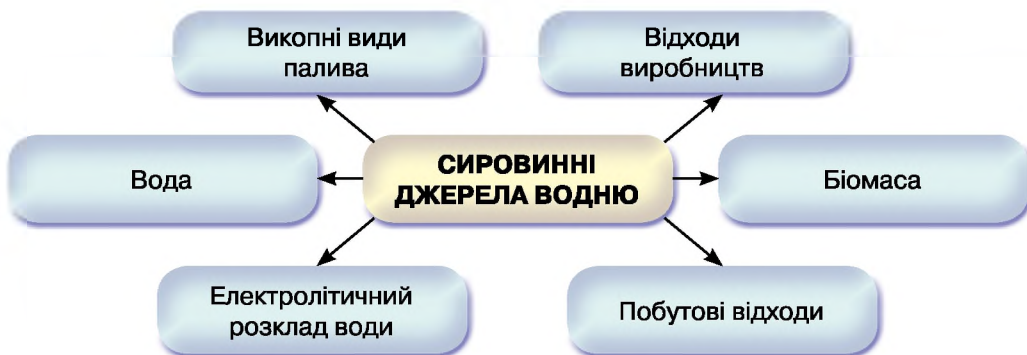 Викопні види
палива
Відходи
виробництв
Вода
СИРОВИННІ
ДЖЕРЕЛА ВОДНЮ
Біомаса
Електролітичний
розклад води
Побутові відходи